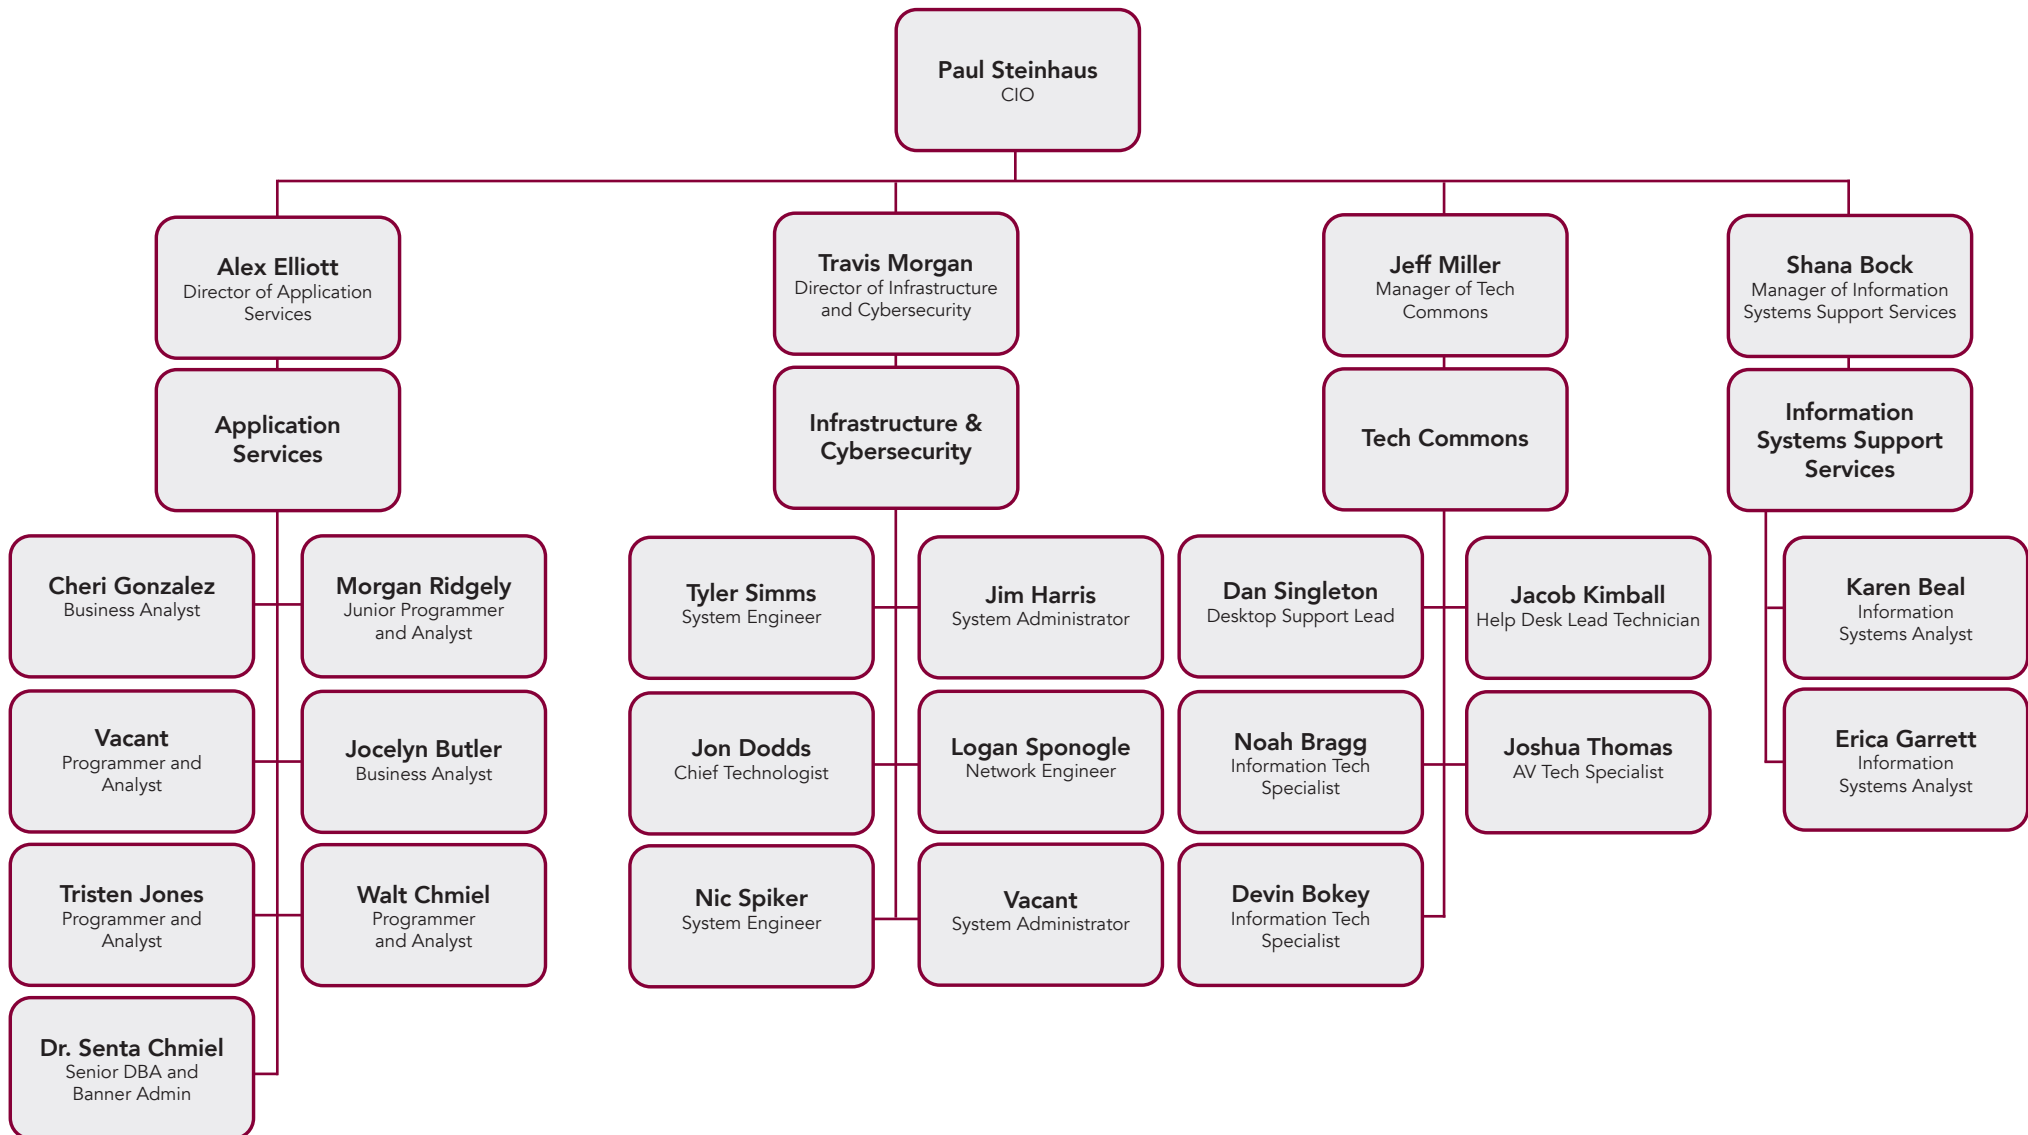 Paul Steinhaus
CIO
Alex Elliott
Director of Application
Services
Travis Morgan
Director of Infrastructure
and Cybersecurity
Jeff Miller
Manager of Tech
Commons
Shana Bock
Manager of Information
Systems Support Services
Application
Services
Infrastructure &
Cybersecurity
Tech Commons
Information
Systems Support
Services
Cheri Gonzalez
Business Analyst
Morgan Ridgely
Junior Programmer
and Analyst
Tyler Simms
System Engineer
Jim Harris
System Administrator
Dan Singleton
Desktop Support Lead
Jacob Kimball
Help Desk Lead Technician
Karen Beal
Information
Systems Analyst
Vacant
Programmer and
Analyst
Jocelyn Butler
Business Analyst
Jon Dodds
Chief Technologist
Logan Sponogle
Network Engineer
Noah Bragg
Information Tech
Specialist
Joshua Thomas
AV Tech Specialist
Erica Garrett
Information
Systems Analyst
Tristen Jones
Programmer and
Analyst
Walt Chmiel
Programmer
and Analyst
Nic Spiker
System Engineer
Vacant
System Administrator
Devin Bokey
Information Tech
Specialist
Dr. Senta Chmiel
Senior DBA and
Banner Admin